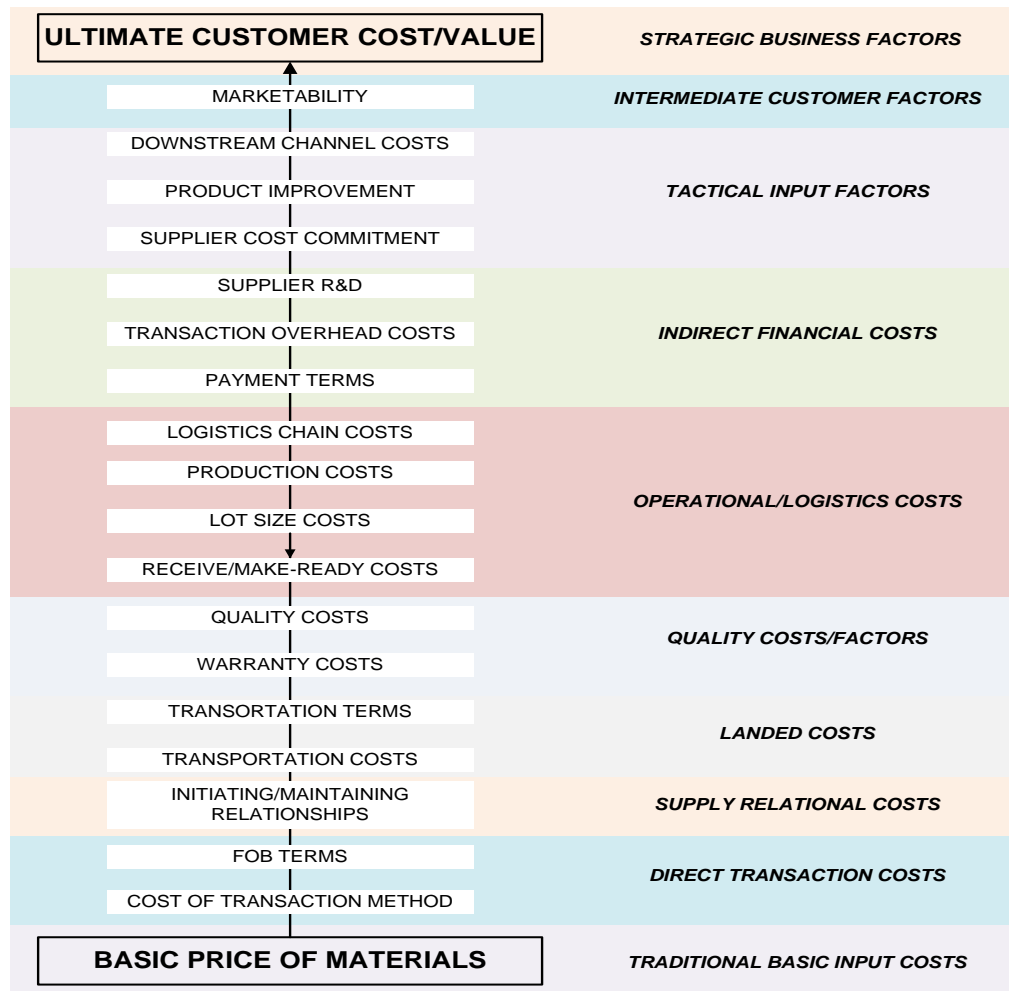 ULTIMATE CUSTOMER COST/VALUE
STRATEGIC BUSINESS FACTORS
MARKETABILITY
INTERMEDIATE CUSTOMER FACTORS
DOWNSTREAM CHANNEL COSTS
PRODUCT IMPROVEMENT
TACTICAL INPUT FACTORS
SUPPLIER COST COMMITMENT
SUPPLIER R&D
TRANSACTION OVERHEAD COSTS
INDIRECT FINANCIAL COSTS
PAYMENT TERMS
LOGISTICS CHAIN COSTS
PRODUCTION COSTS
OPERATIONAL/LOGISTICS COSTS
LOT SIZE COSTS
RECEIVE/MAKE-READY COSTS
QUALITY COSTS
QUALITY COSTS/FACTORS
WARRANTY COSTS
TRANSORTATION TERMS
LANDED COSTS
TRANSPORTATION COSTS
INITIATING/MAINTAINING
RELATIONSHIPS
SUPPLY RELATIONAL COSTS
FOB TERMS
DIRECT TRANSACTION COSTS
COST OF TRANSACTION METHOD
BASIC PRICE OF MATERIALS
TRADITIONAL BASIC INPUT COSTS